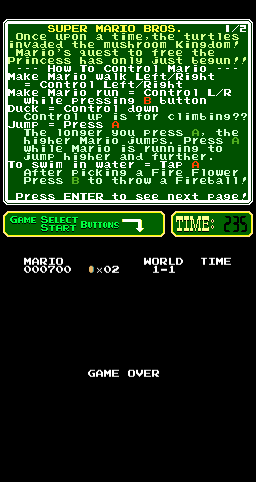 SUPER MARIO BROS. 1/2
Once upon a time,the turtles
invaded the mushroom Kingdom!
Mario's quest to free the
Princess has only just begun!!
--- How To Control Mario ---
Make Mario walk Left/Right
= Control Left/Right
Make Mario run = Control L/R
while pressing B button
Duck = Control down
Control up is for climbing??
Jump = Press A
The longer you press A, the
higher Mario jumps. Press A
while Mario is running to
jump higher and further.
To swim in water = Tap A
After picking a Fire Flower
Press B to throw a Fireball!
Press ENTER to see next page!
GAME SELECT
START BUTTONS
TIME: 235
MARIO WORLD TIME
000700 ×02 1-1
GAME OVER